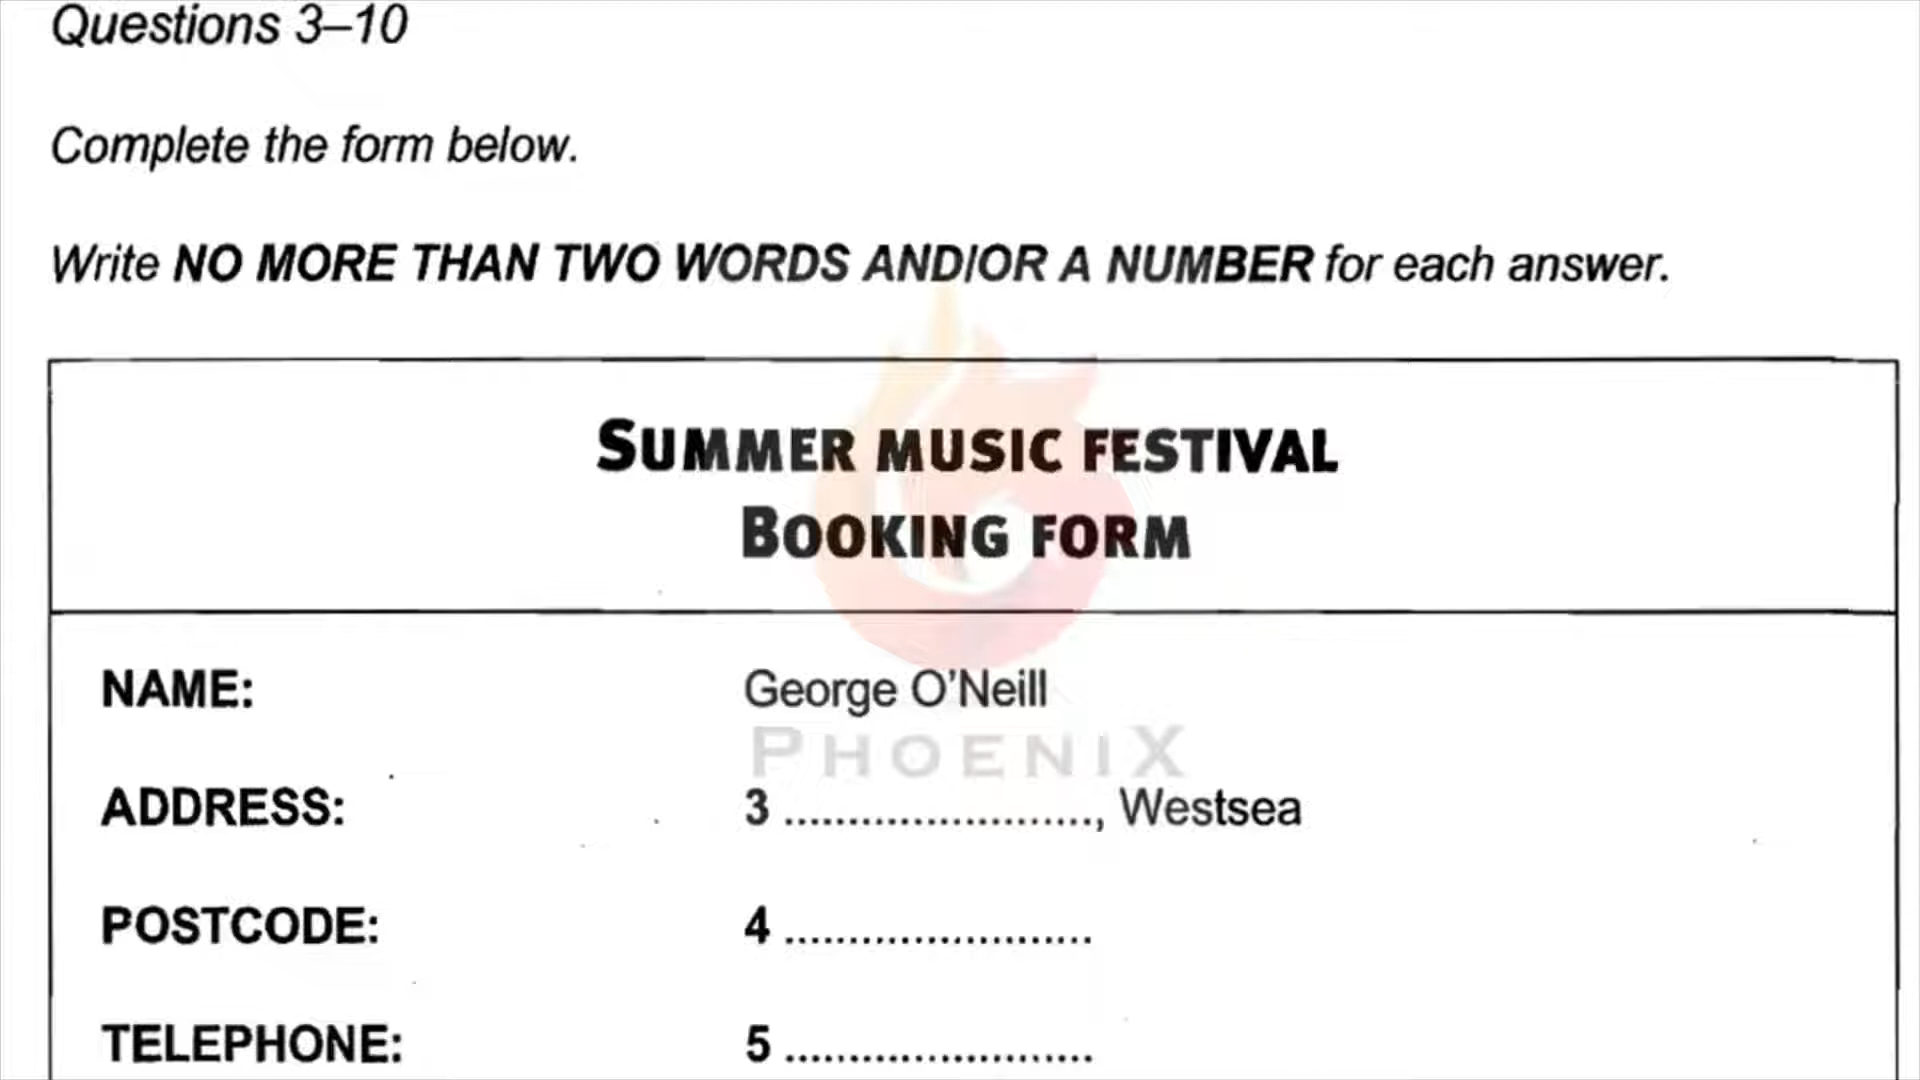 Questions 3–10
Complete the form below.
Write NO MORE THAN TWO WORDS AND/OR A NUMBER for each answer.
SUMMER MUSIC FESTIVAL
BOOKING FORM
NAME: George O'Neill
PHOENIX
ADDRESS: 3 ........................, Westsea
POSTCODE: 4 ........................
TELEPHONE: 5 ........................